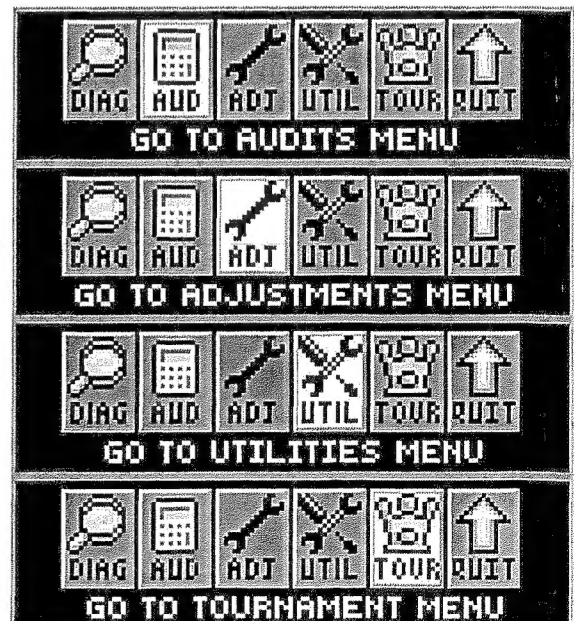 DIAG AUD ADJ UTIL TOUR QUIT
GO TO AUDITS MENU
DIAG AUD ADJ UTIL TOUR QUIT
GO TO ADJUSTMENTS MENU
DIAG AUD ADJ UTIL TOUR QUIT
GO TO UTILITIES MENU
DIAG AUD ADJ UTIL TOUR QUIT
GO TO TOURNAMENT MENU